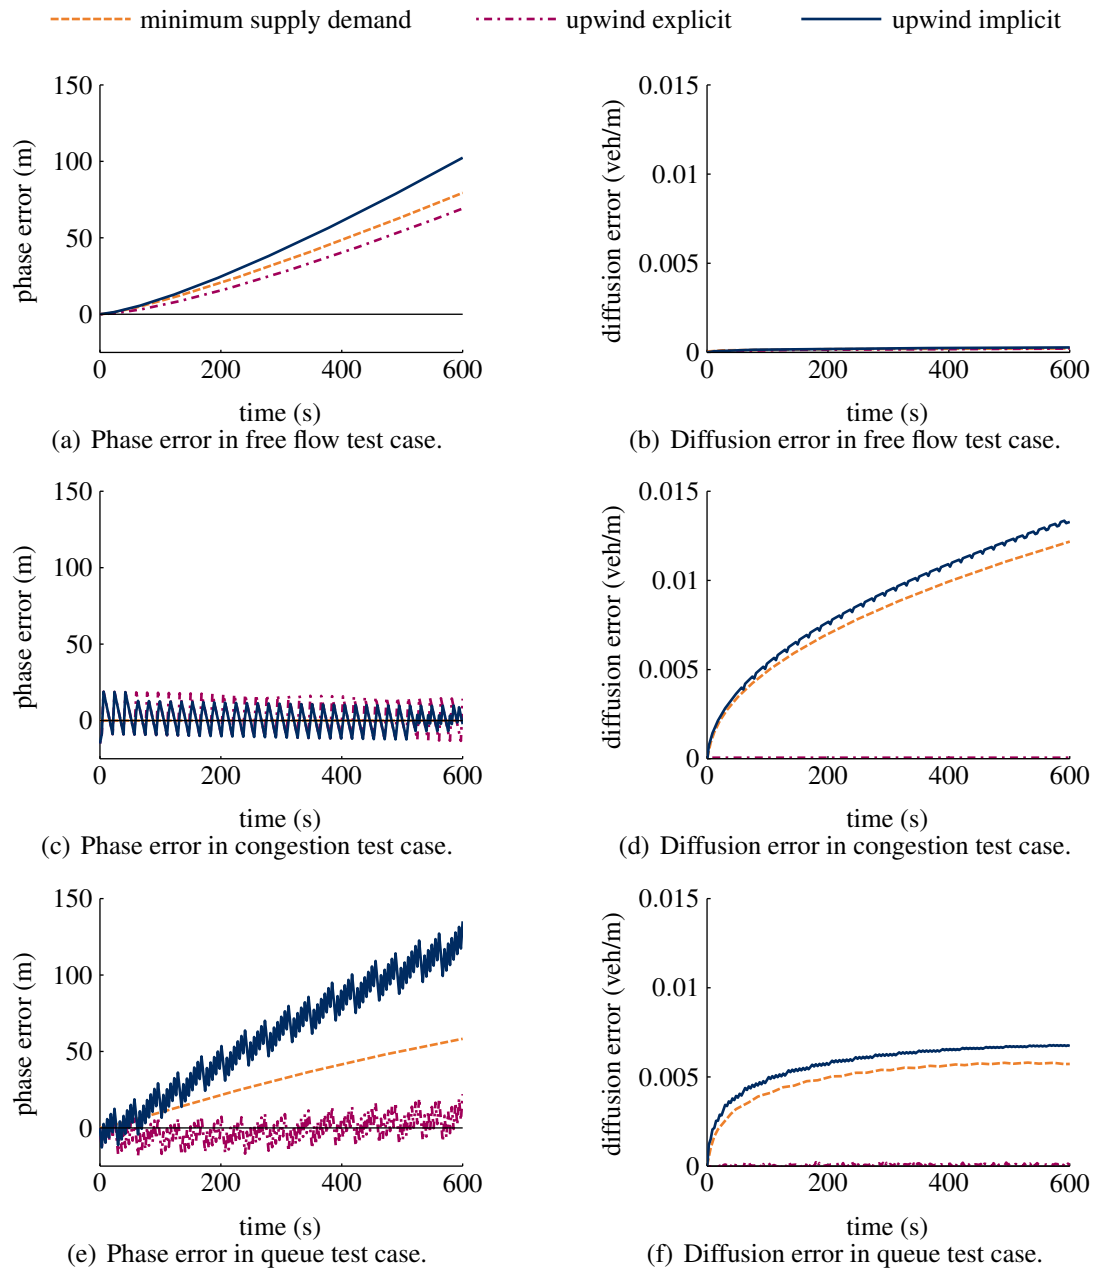 minimum supply demand upwind explicit upwind implicit
150
100
50
0
phase error (m)
0 200 400 600
time (s)
(a) Phase error in free flow test case.
0.015
0.01
0.005
0
diffusion error (veh/m)
0 200 400 600
time (s)
(b) Diffusion error in free flow test case.
150
100
50
0
phase error (m)
0 200 400 600
time (s)
(c) Phase error in congestion test case.
0.015
0.01
0.005
0
diffusion error (veh/m)
0 200 400 600
time (s)
(d) Diffusion error in congestion test case.
150
100
50
0
phase error (m)
0 200 400 600
time (s)
(e) Phase error in queue test case.
0.015
0.01
0.005
0
diffusion error (veh/m)
0 200 400 600
time (s)
(f) Diffusion error in queue test case.